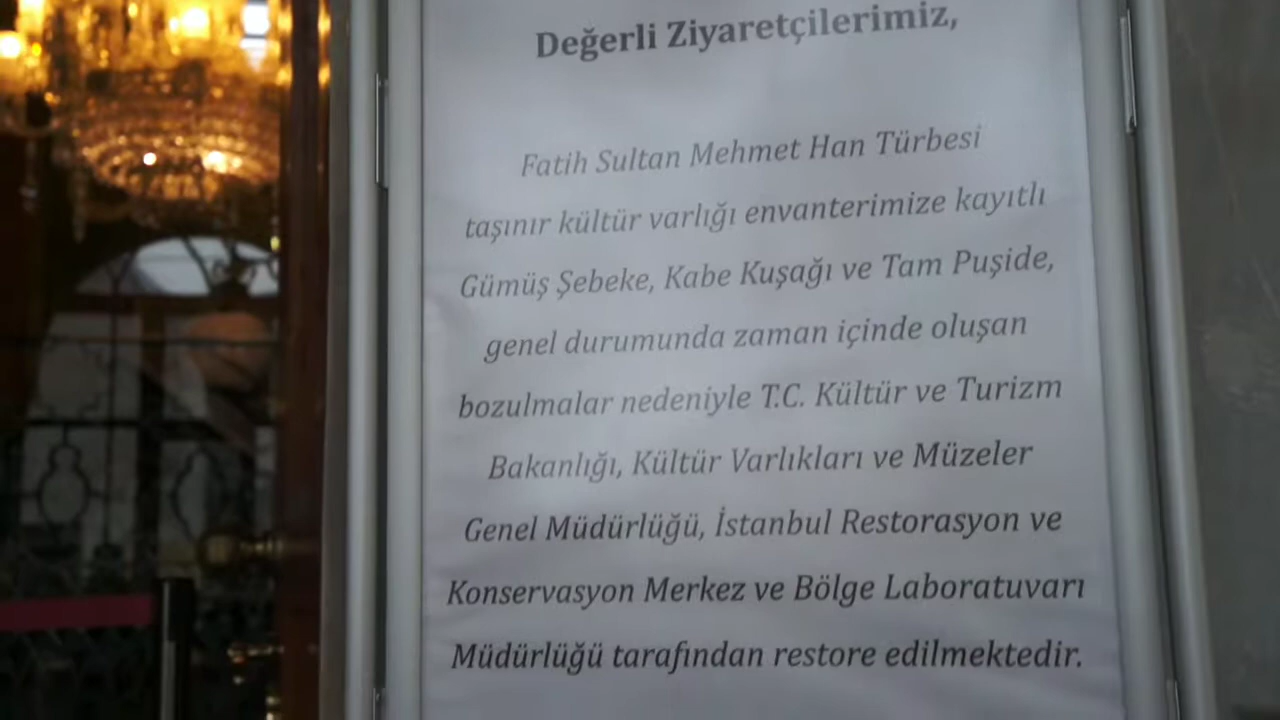 Değerli Ziyaretçilerimiz,
Fatih Sultan Mehmet Han Türbesi
taşınır kültür varlığı envanterimize kayıtlı
Gümüş Şebeke, Kabe Kuşağı ve Tam Puşide,
genel durumunda zaman içinde oluşan
bozulmalar nedeniyle T.C. Kültür ve Turizm
Bakanlığı, Kültür Varlıkları ve Müzeler
Genel Müdürlüğü, İstanbul Restorasyon ve
Konservasyon Merkez ve Bölge Laboratuvarı
Müdürlüğü tarafından restore edilmektedir.